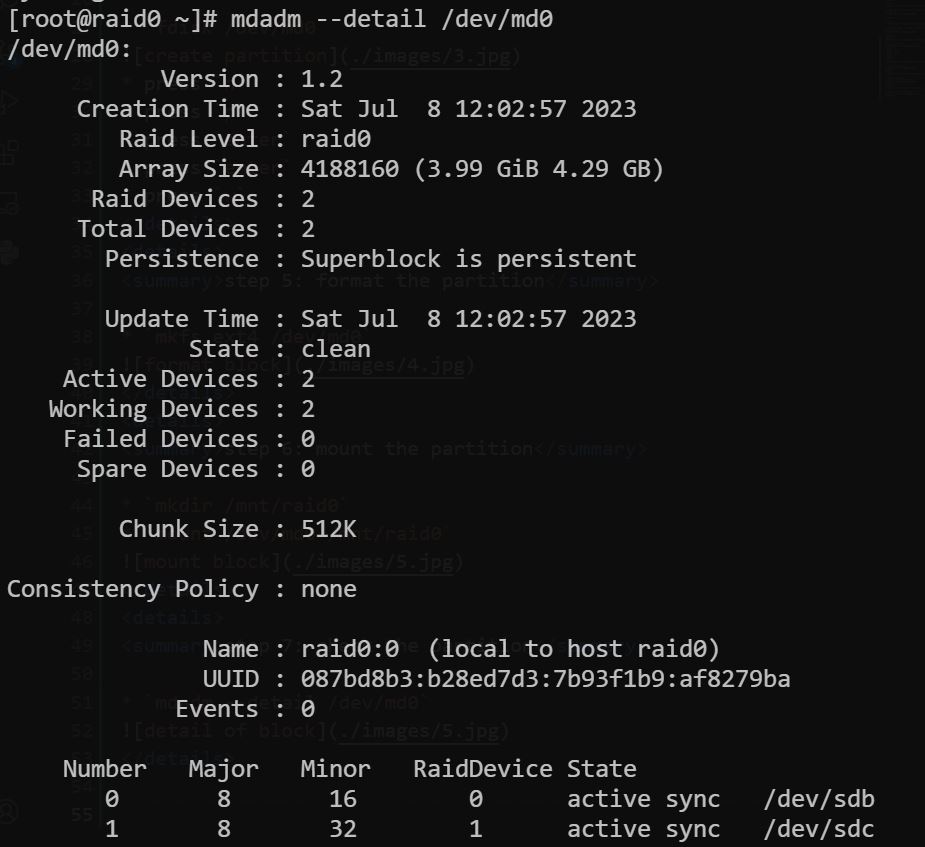 [root@raid0 ~]# mdadm --detail /dev/md0
/dev/md0:
Version : 1.2
Creation Time : Sat Jul  8 12:02:57 2023
Raid Level : raid0
Array Size : 4188160 (3.99 GiB 4.29 GB)
Raid Devices : 2
Total Devices : 2
Persistence : Superblock is persistent
Update Time : Sat Jul  8 12:02:57 2023
State : clean
Active Devices : 2
Working Devices : 2
Failed Devices : 0
Spare Devices : 0
Chunk Size : 512K
Consistency Policy : none
Name : raid0:0  (local to host raid0)
UUID : 087bd8b3:b28ed7d3:7b93f1b9:af8279ba
Events : 0
Number   Major   Minor   RaidDevice State
0       8       16        0      active sync   /dev/sdb
1       8       32        1      active sync   /dev/sdc